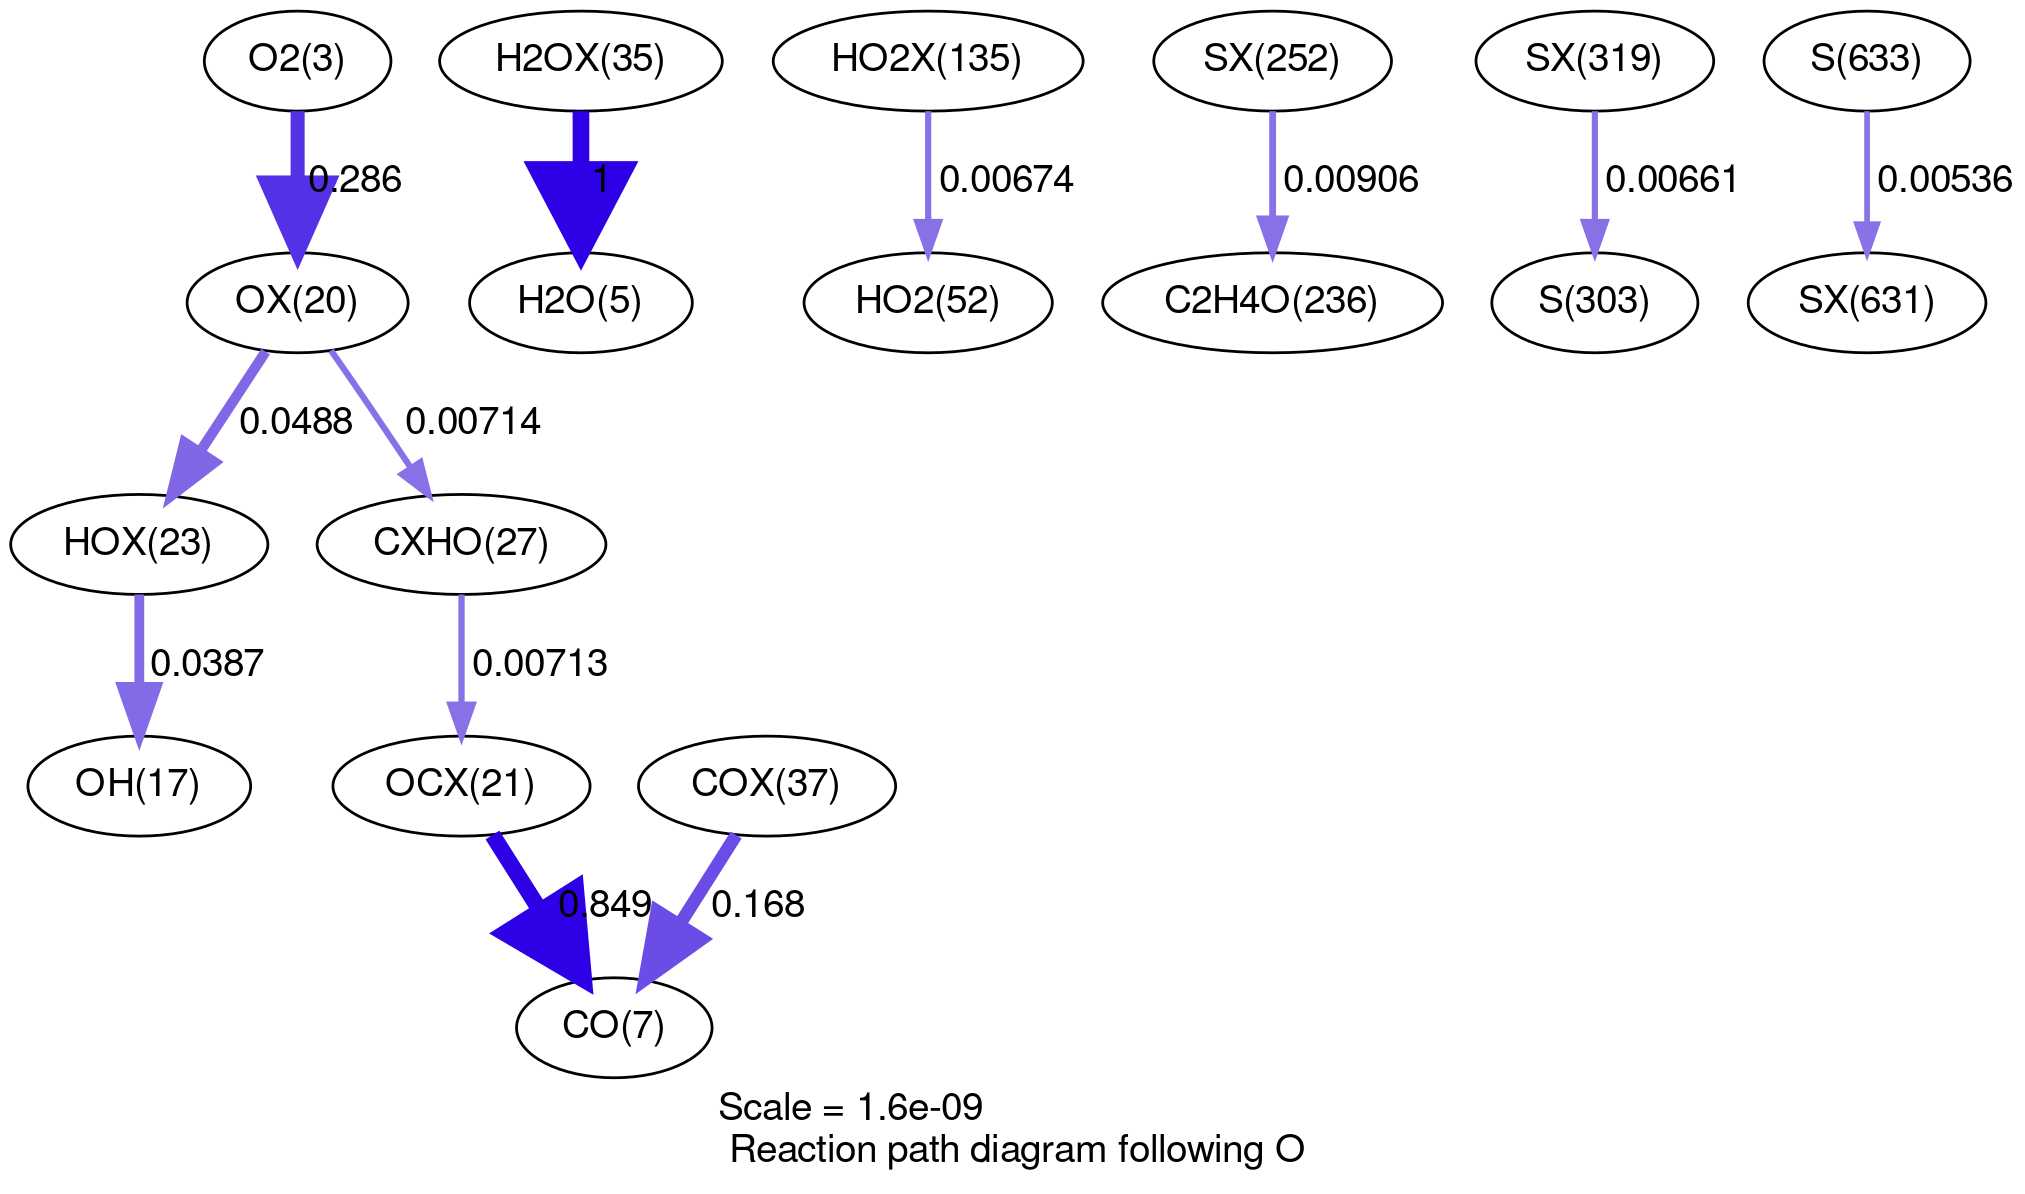 O2(3)
H2OX(35)
HO2X(135)
SX(252)
SX(319)
S(633)
0.286
1
0.00674
0.00906
0.00661
0.00536
OX(20)
H2O(5)
HO2(52)
C2H4O(236)
S(303)
SX(631)
0.0488
0.00714
HOX(23)
CXHO(27)
0.0387
0.00713
OH(17)
OCX(21)
COX(37)
0.849
0.168
CO(7)
Scale = 1.6e-09
Reaction path diagram following O